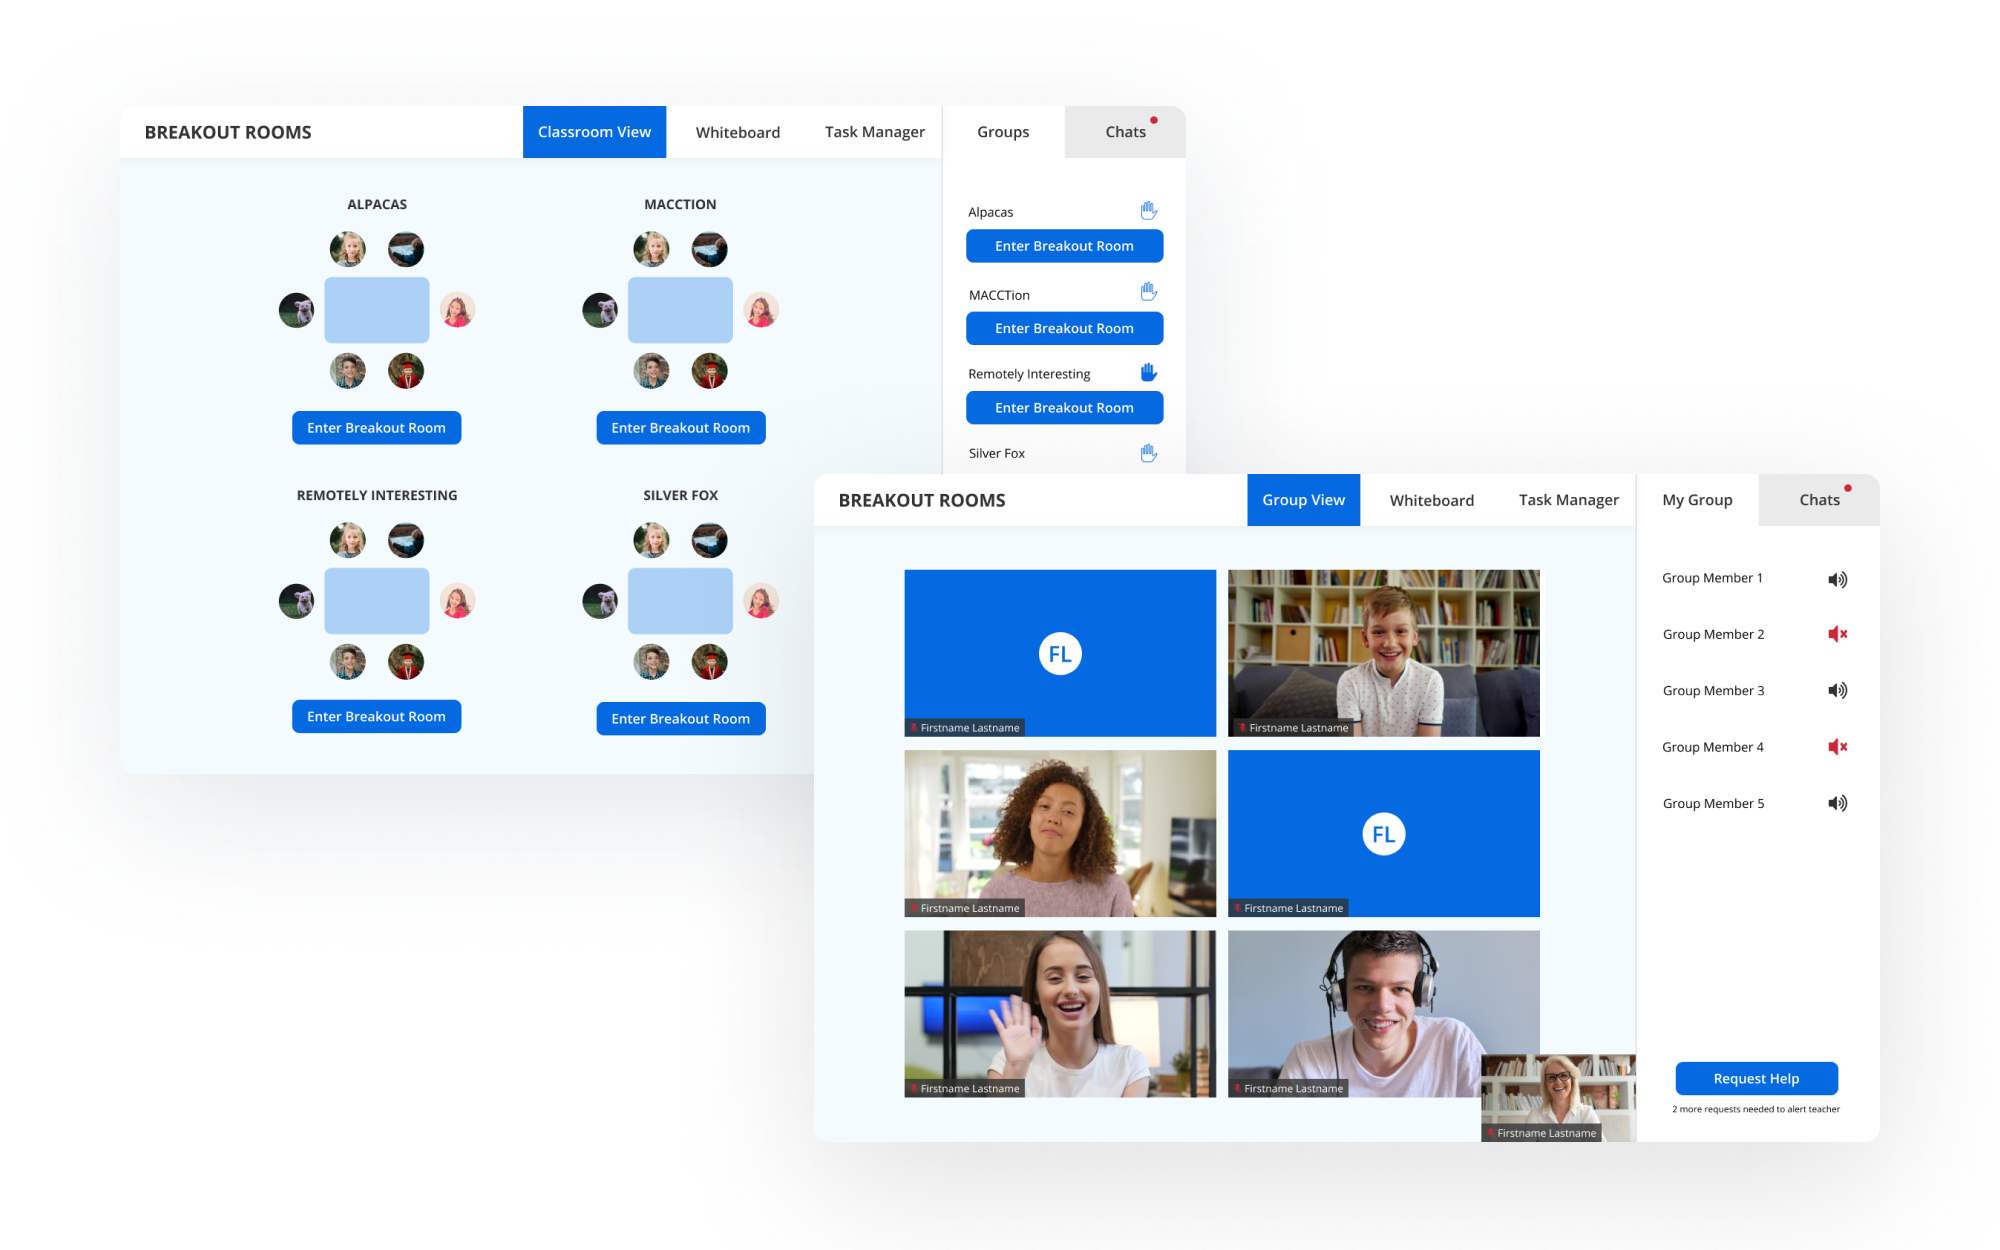 BREAKOUT ROOMS
Classroom View
Whiteboard
Task Manager
Groups
Chats
ALPACAS
MACCTION
Enter Breakout Room
Enter Breakout Room
REMOTELY INTERESTING
SILVER FOX
Enter Breakout Room
Enter Breakout Room
Alpacas
Enter Breakout Room
MACCTion
Enter Breakout Room
Remotely Interesting
Enter Breakout Room
Silver Fox
BREAKOUT ROOMS
Group View
Whiteboard
Task Manager
My Group
Chats
FL
Firstname Lastname
Firstname Lastname
Firstname Lastname
FL
Firstname Lastname
Firstname Lastname
Firstname Lastname
Firstname Lastname
Group Member 1
Group Member 2
Group Member 3
Group Member 4
Group Member 5
Request Help
2 more requests needed to alert teacher